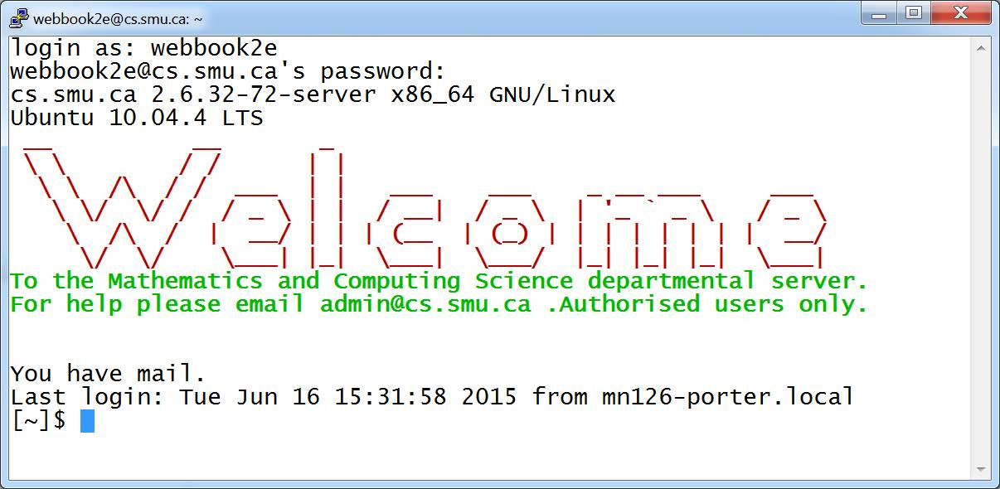 webbook2e@cs.smu.ca: ~
login as: webbook2e
webbook2e@cs.smu.ca's password:
cs.smu.ca 2.6.32-72-server x86_64 GNU/Linux
Ubuntu 10.04.4 LTS
Welcome
To the Mathematics and Computing Science departmental server.
For help please email admin@cs.smu.ca .Authorised users only.
You have mail.
Last login: Tue Jun 16 15:31:58 2015 from mn126-porter.local
[~]$